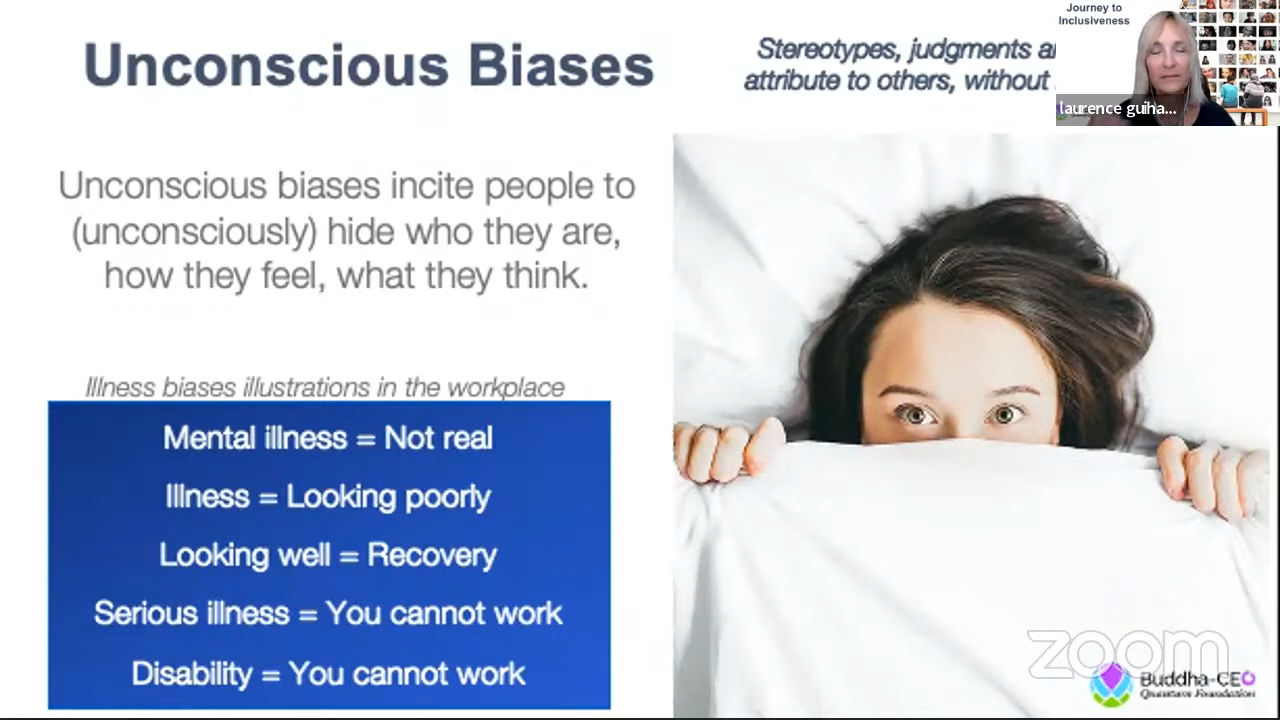 Unconscious Biases
Stereotypes, judgments
attribute to others, without
Journey to
Inclusiveness
laurence guiha...
Unconscious biases incite people to
(unconsciously) hide who they are,
how they feel, what they think.
Illness biases illustrations in the workplace
Mental illness = Not real
Illness = Looking poorly
Looking well = Recovery
Serious illness = You cannot work
Disability = You cannot work
zoom
Buddha-CEO
Quantum Foundation